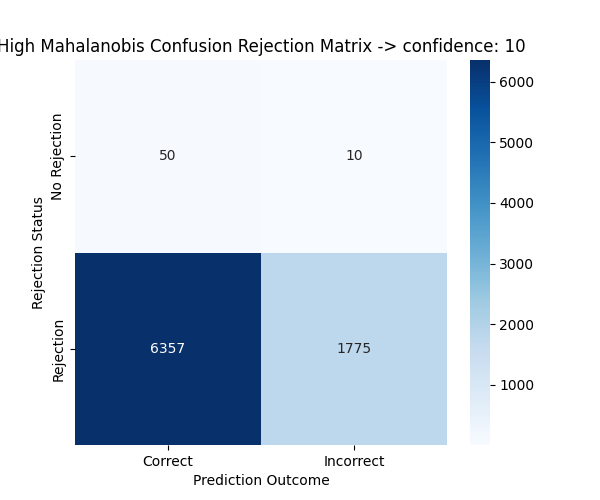 High Mahalanobis Confusion Rejection Matrix -> confidence: 10
No Rejection
Rejection
Rejection Status
50
10
6357
1775
Correct
Incorrect
Prediction Outcome
6000
5000
4000
3000
2000
1000